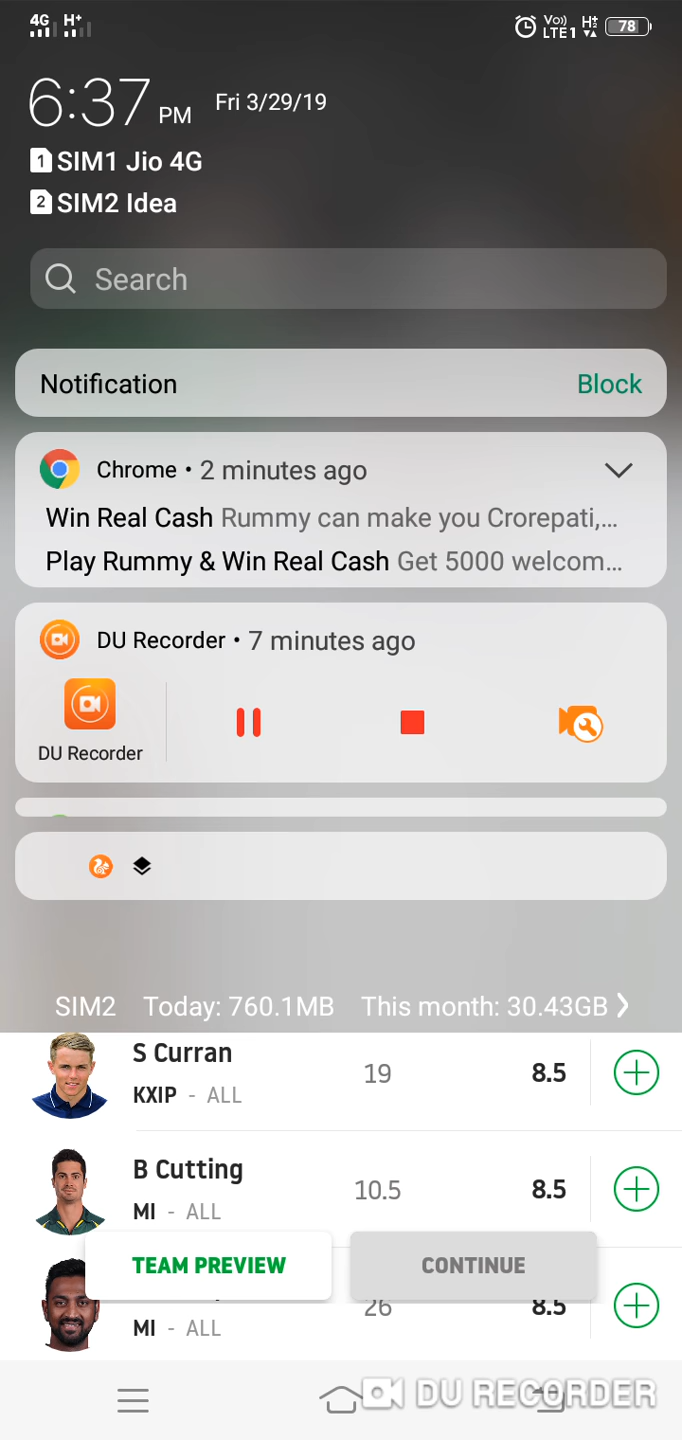 4G H+ Vo)) LTE1 H+ 2 78
6:37 PM Fri 3/29/19
1 SIM1 Jio 4G
2 SIM2 Idea
Search
Notification Block
Chrome • 2 minutes ago
Win Real Cash Rummy can make you Crorepati,...
Play Rummy & Win Real Cash Get 5000 welcom...
DU Recorder • 7 minutes ago
DU Recorder
SIM2 Today: 760.1MB This month: 30.43GB
S Curran
KXIP - ALL 19 8.5
B Cutting
MI - ALL 10.5 8.5
TEAM PREVIEW CONTINUE
26 8.5
MI - ALL
DU RECORDER